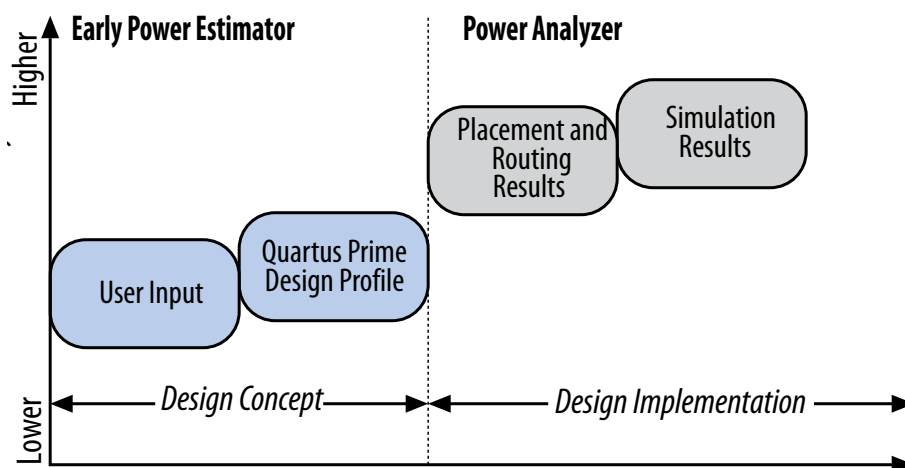 Early Power Estimator
Power Analyzer
Higher
Placement and
Routing
Results
Simulation
Results
Quartus Prime
Design Profile
User Input
Design Concept
Design Implementation
Lower